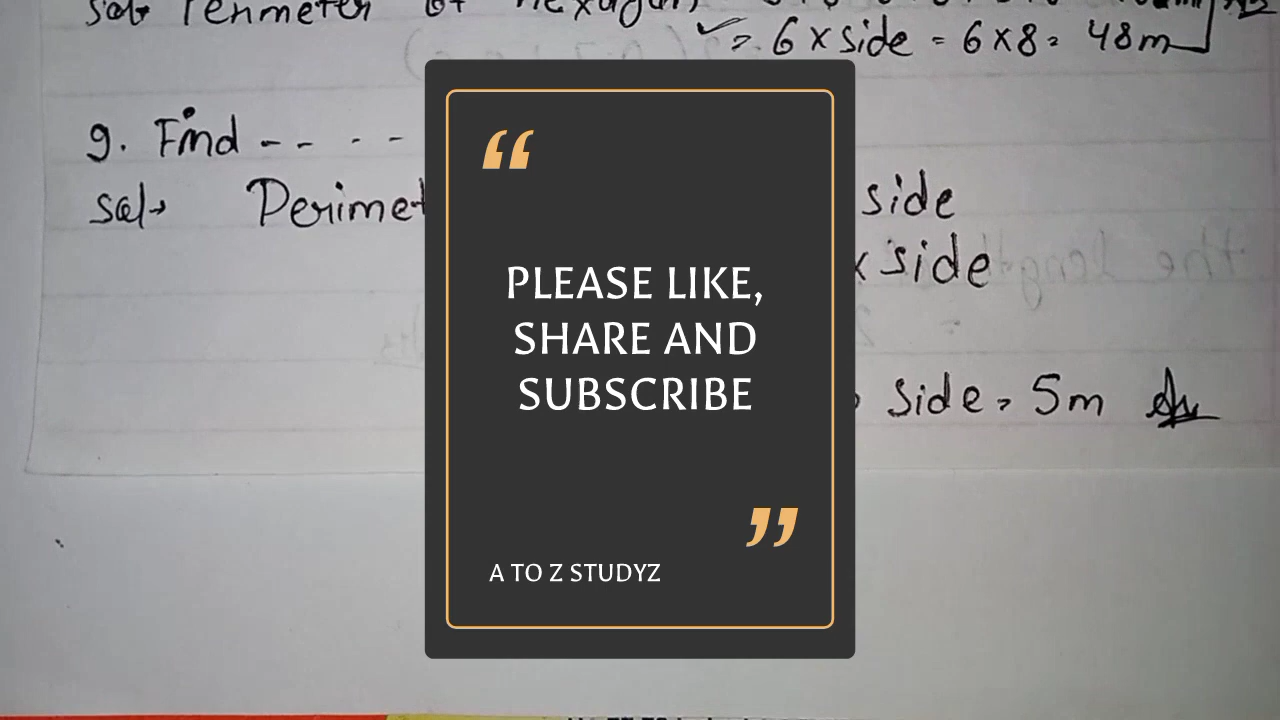 Perimeter of hexagon
= 6 x side = 6 x 8 = 48m
9. Find - - - -
Sol→ Perimet side
x side
side = 5m
“
PLEASE LIKE,
SHARE AND
SUBSCRIBE
”
A TO Z STUDYZ